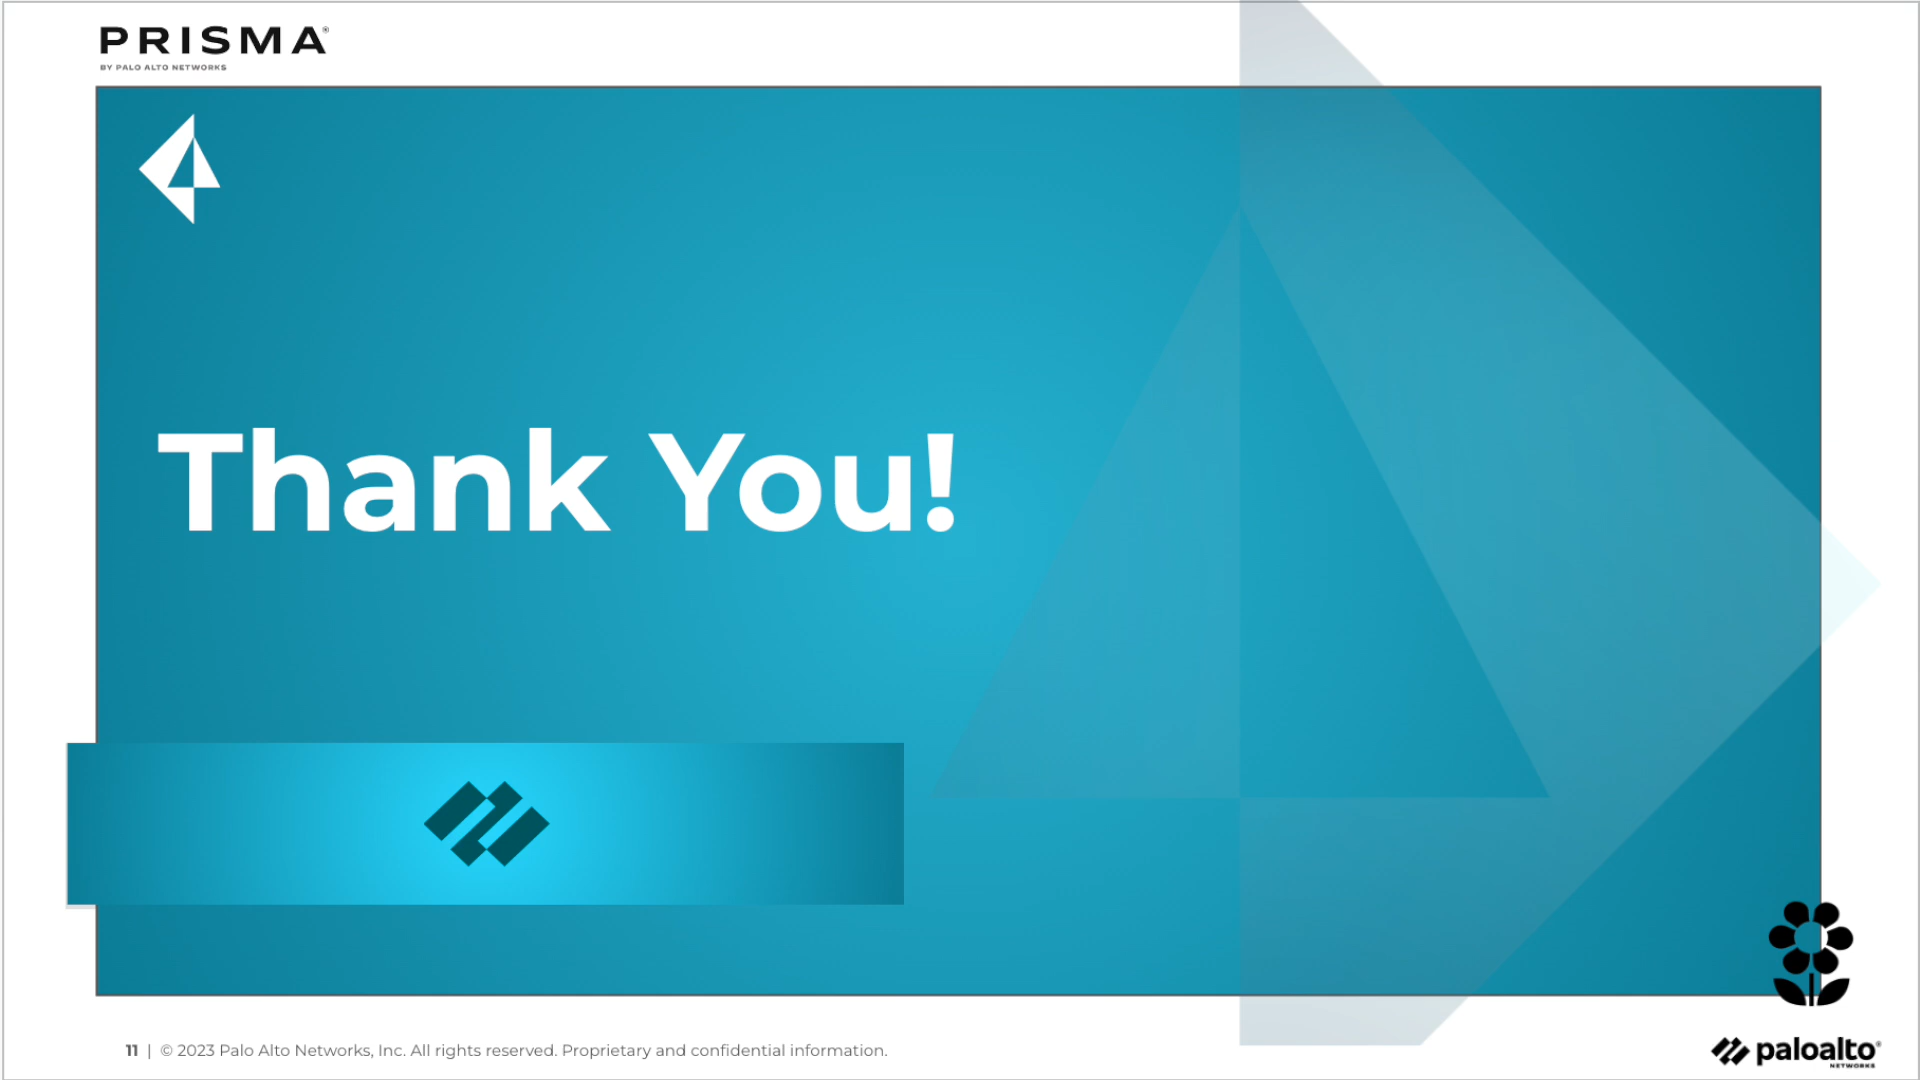 PRISMA®
BY PALO ALTO NETWORKS
Thank You!
11 | © 2023 Palo Alto Networks, Inc. All rights reserved. Proprietary and confidential information.
paloalto®
NETWORKS